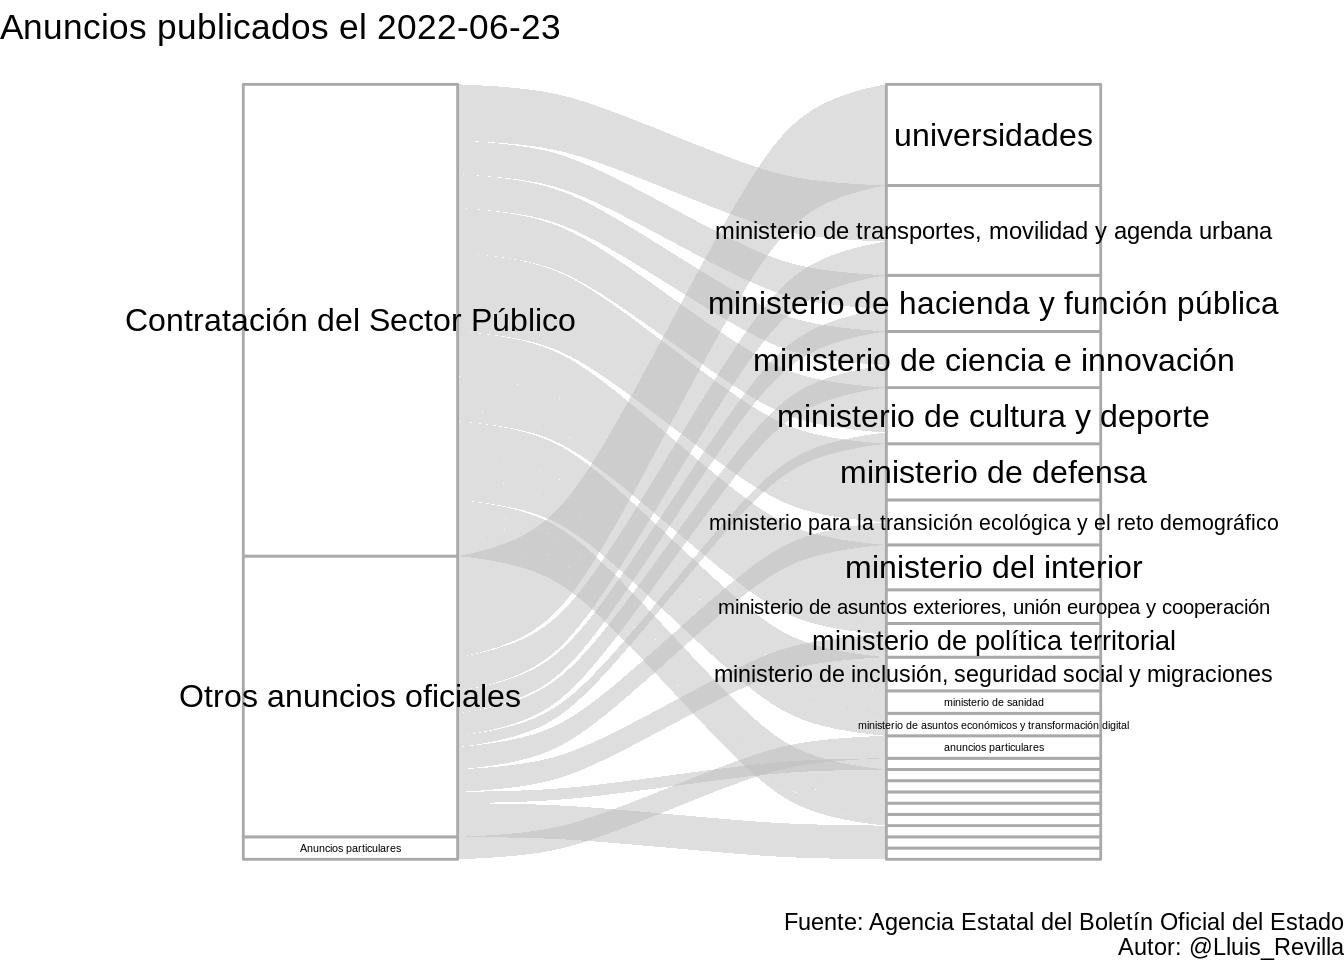 Anuncios publicados el 2022-06-23
universidades
ministerio de transportes, movilidad y agenda urbana
ministerio de hacienda y función pública
Contratación del Sector Público
ministerio de ciencia e innovación
ministerio de cultura y deporte
ministerio de defensa
ministerio para la transición ecológica y el reto demográfico
ministerio del interior
ministerio de asuntos exteriores, unión europea y cooperación
ministerio de política territorial
ministerio de inclusión, seguridad social y migraciones
Otros anuncios oficiales
ministerio de sanidad
ministerio de asuntos económicos y transformación digital
anuncios particulares
Anuncios particulares
Fuente: Agencia Estatal del Boletín Oficial del Estado
Autor: @Lluis_Revilla